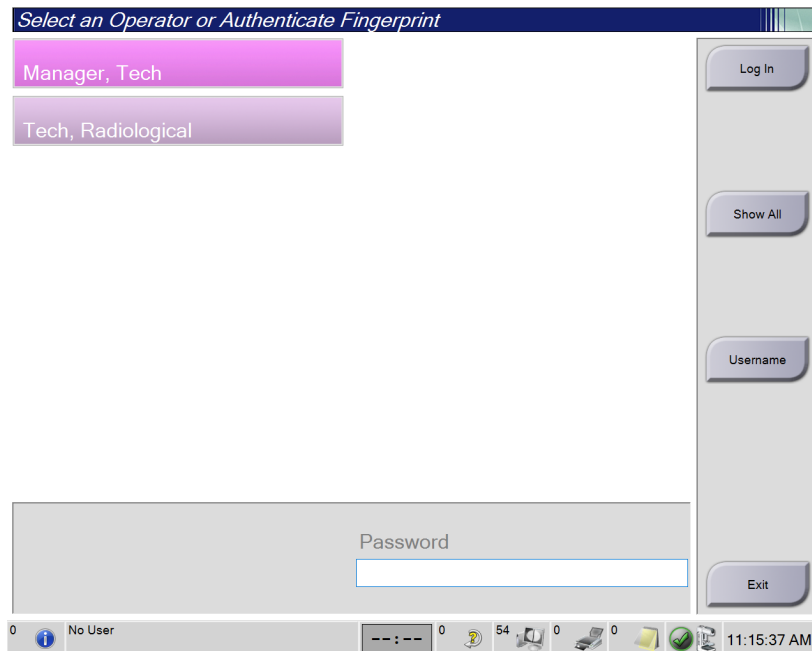 Select an Operator or Authenticate Fingerprint
Manager, Tech
Tech, Radiological
Log In
Show All
Username
Password
Exit
0 No User --:-- 0 54 0 0 11:15:37 AM